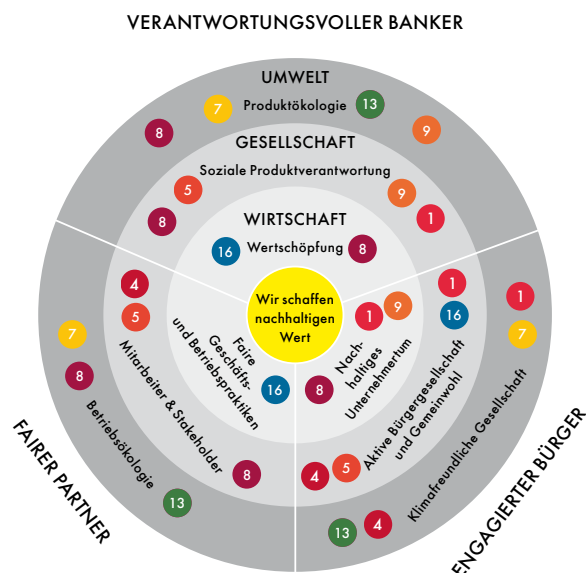 VERANTWORTUNGSVOLLER BANKER
UMWELT
Produktökologie
8
7
13
9
GESELLSCHAFT
Soziale Produktverantwortung
8
5
9
1
WIRTSCHAFT
Wertschöpfung
16
8
Wir schaffen
nachhaltigen
Wert
FAIRER PARTNER
Faire
Geschäfts-
und Betriebspraktiken
16
4
5
Mitarbeiter & Stakeholder
8
7
8
Betriebsökologie
13
ENGAGIERTER BÜRGER
1
9
Nach-
haltiges
Unternehmertum
8
1
16
Aktive Bürgergesellschaft
und Gemeinwohl
4
5
1
7
Klimafreundliche Gesellschaft
13
4